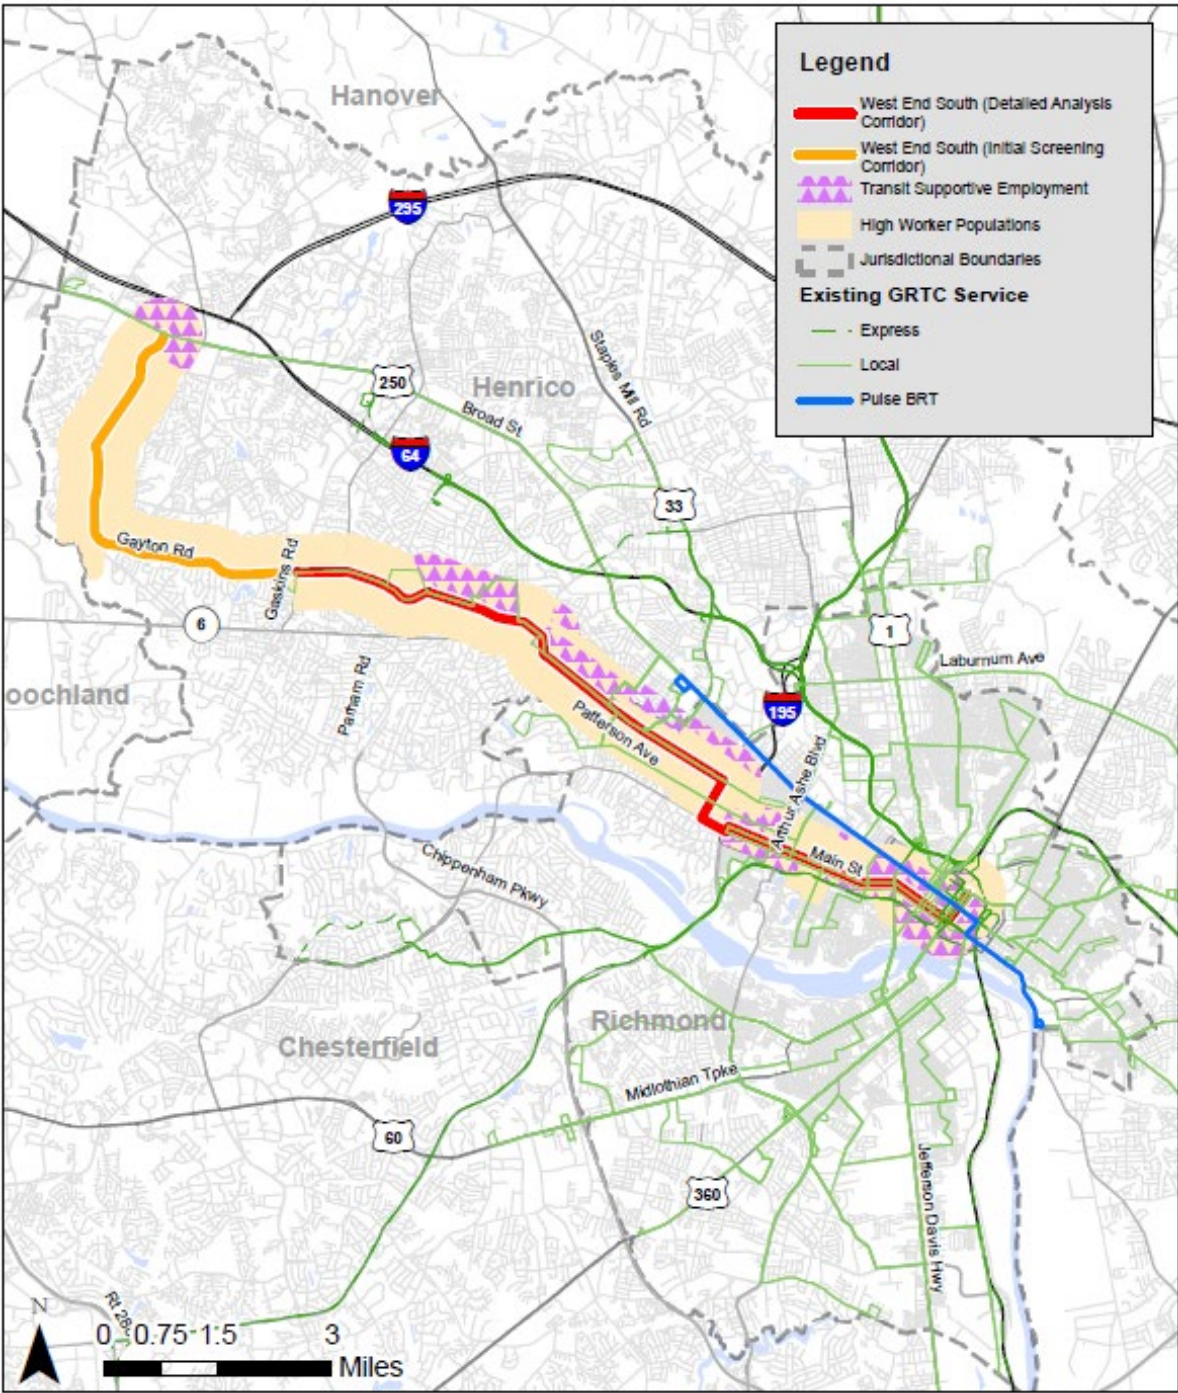 Legend
West End South (Detailed Analysis
Corridor)
West End South (Initial Screening
Corridor)
Transit Supportive Employment
High Worker Populations
Jurisdictional Boundaries
Existing GRTC Service
Express
Local
Pulse BRT
Hanover
295
Staples Mill Rd
250
Henrico
Broad St
64
33
Gayton Rd
Gaskins Rd
6
1
Laburnum Ave
Parham Rd
oochland
195
Patterson Ave
Arthur Ashe Blvd
Main St
Chippenham Pkwy
Richmond
Chesterfield
Midlothian Tpke
60
360
Jefferson Davis Hwy
Rt 28
N
0 0.75 1.5 3
Miles